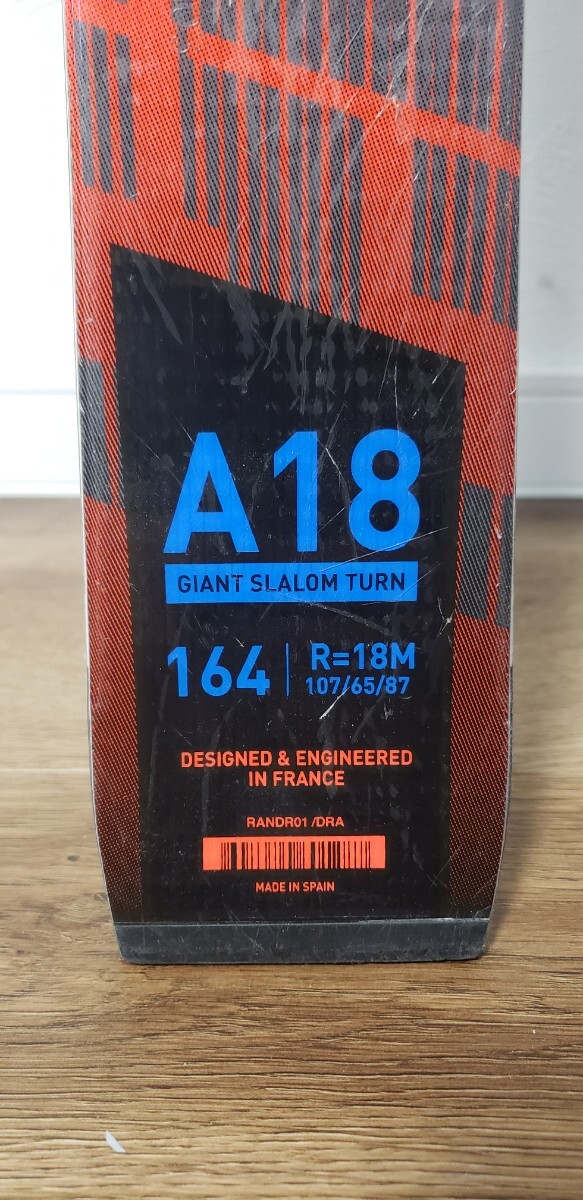 A18
GIANT SLALOM TURN
164 | R=18M
107/65/87
DESIGNED & ENGINEERED
IN FRANCE
RANDR01 /DRA
MADE IN SPAIN